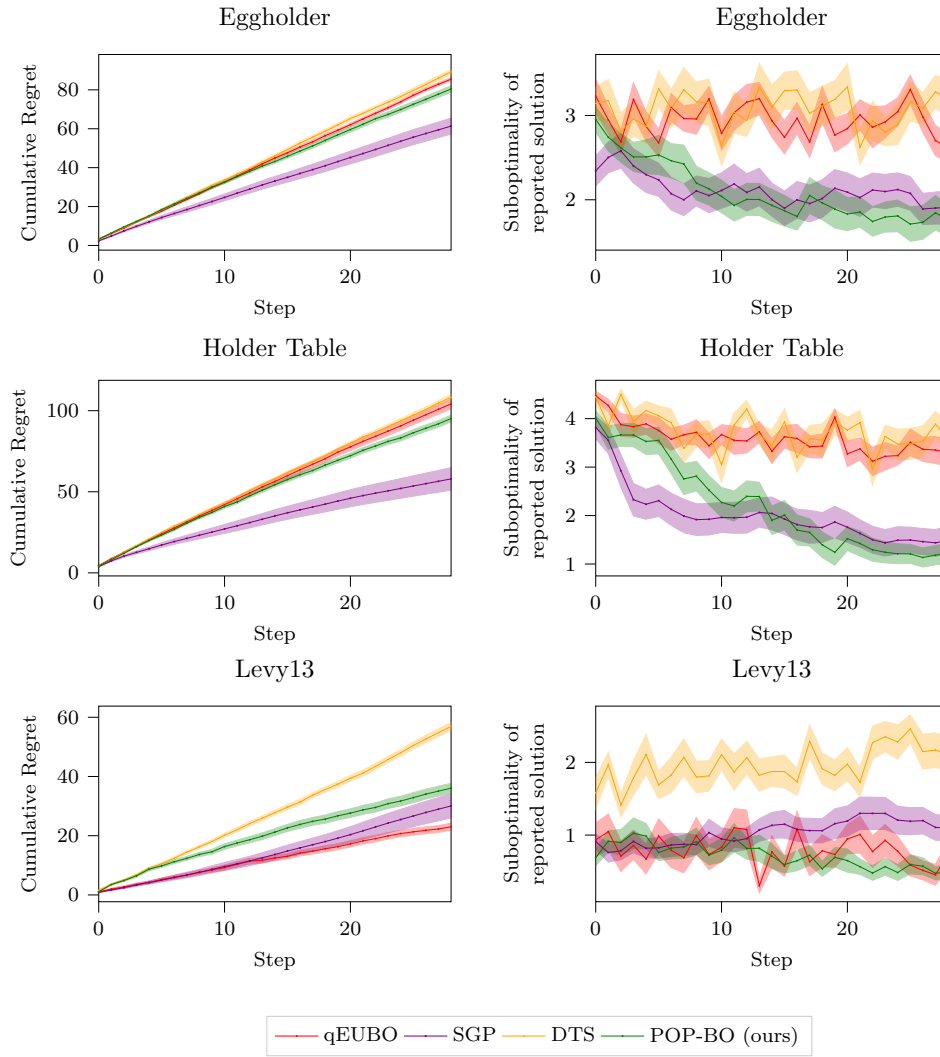 Eggholder
Cumulative Regret
80
60
40
20
0
0 10 20
Step
Eggholder
Suboptimality of
reported solution
3
2
0 10 20
Step
Holder Table
Cumulative Regret
100
50
0
0 20
Step
Holder Table
Suboptimality of
reported solution
4
3
2
1
0 20
Step
Levy13
Cumulative Regret
60
40
20
0
0 10 20
Step
Levy13
Suboptimality of
reported solution
2
1
0 10 20
Step
qEUBO SGP DTS POP-BO (ours)